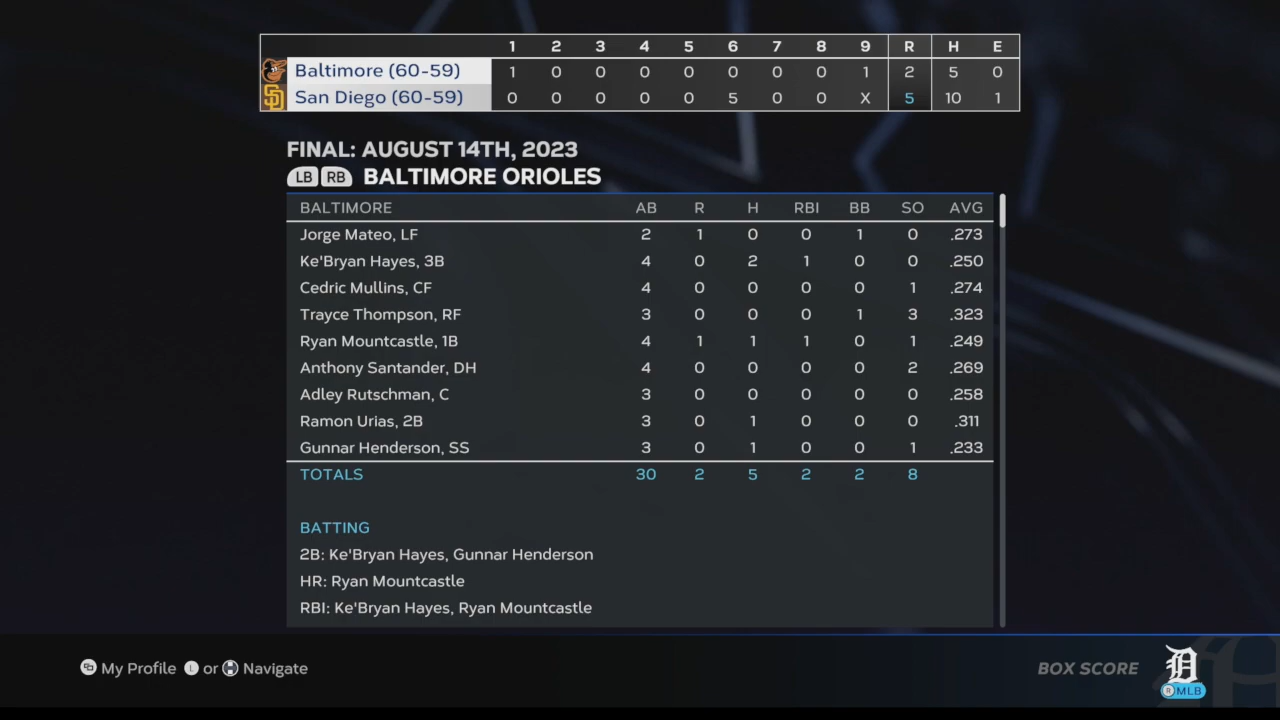 1 2 3 4 5 6 7 8 9 R H E
Baltimore (60-59) 1 0 0 0 0 0 0 0 1 2 5 0
SD San Diego (60-59) 0 0 0 0 0 5 0 0 X 5 10 1
FINAL: AUGUST 14TH, 2023
LB RB BALTIMORE ORIOLES
BALTIMORE AB R H RBI BB SO AVG
Jorge Mateo, LF 2 1 0 0 1 0 .273
Ke'Bryan Hayes, 3B 4 0 2 1 0 0 .250
Cedric Mullins, CF 4 0 0 0 0 1 .274
Trayce Thompson, RF 3 0 0 0 1 3 .323
Ryan Mountcastle, 1B 4 1 1 1 0 1 .249
Anthony Santander, DH 4 0 0 0 0 2 .269
Adley Rutschman, C 3 0 0 0 0 0 .258
Ramon Urias, 2B 3 0 1 0 0 0 .311
Gunnar Henderson, SS 3 0 1 0 0 1 .233
TOTALS 30 2 5 2 2 8
BATTING
2B: Ke'Bryan Hayes, Gunnar Henderson
HR: Ryan Mountcastle
RBI: Ke'Bryan Hayes, Ryan Mountcastle
My Profile L or Navigate
BOX SCORE
D
R MLB